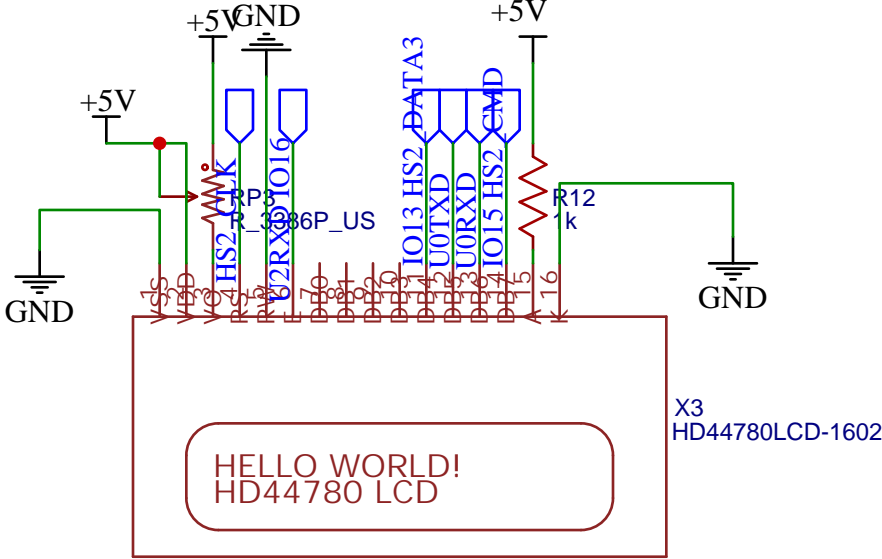 +5V
GND
+5V
+5V
HS2_CLK
U2RXD IO16
IO13 HS2_DATA3
U0TXD
U0RXD
IO15 HS2_CMD
RP3
R_3386P_US
R12
1k
GND
GND
1
2
3
4
5
6
7
8
9
10
11
12
13
14
15
16
VSS
VDD
VO
RS
RW
E
DB0
DB1
DB2
DB3
DB4
DB5
DB6
DB7
A
K
X3
HD44780LCD-1602
HELLO WORLD!
HD44780 LCD